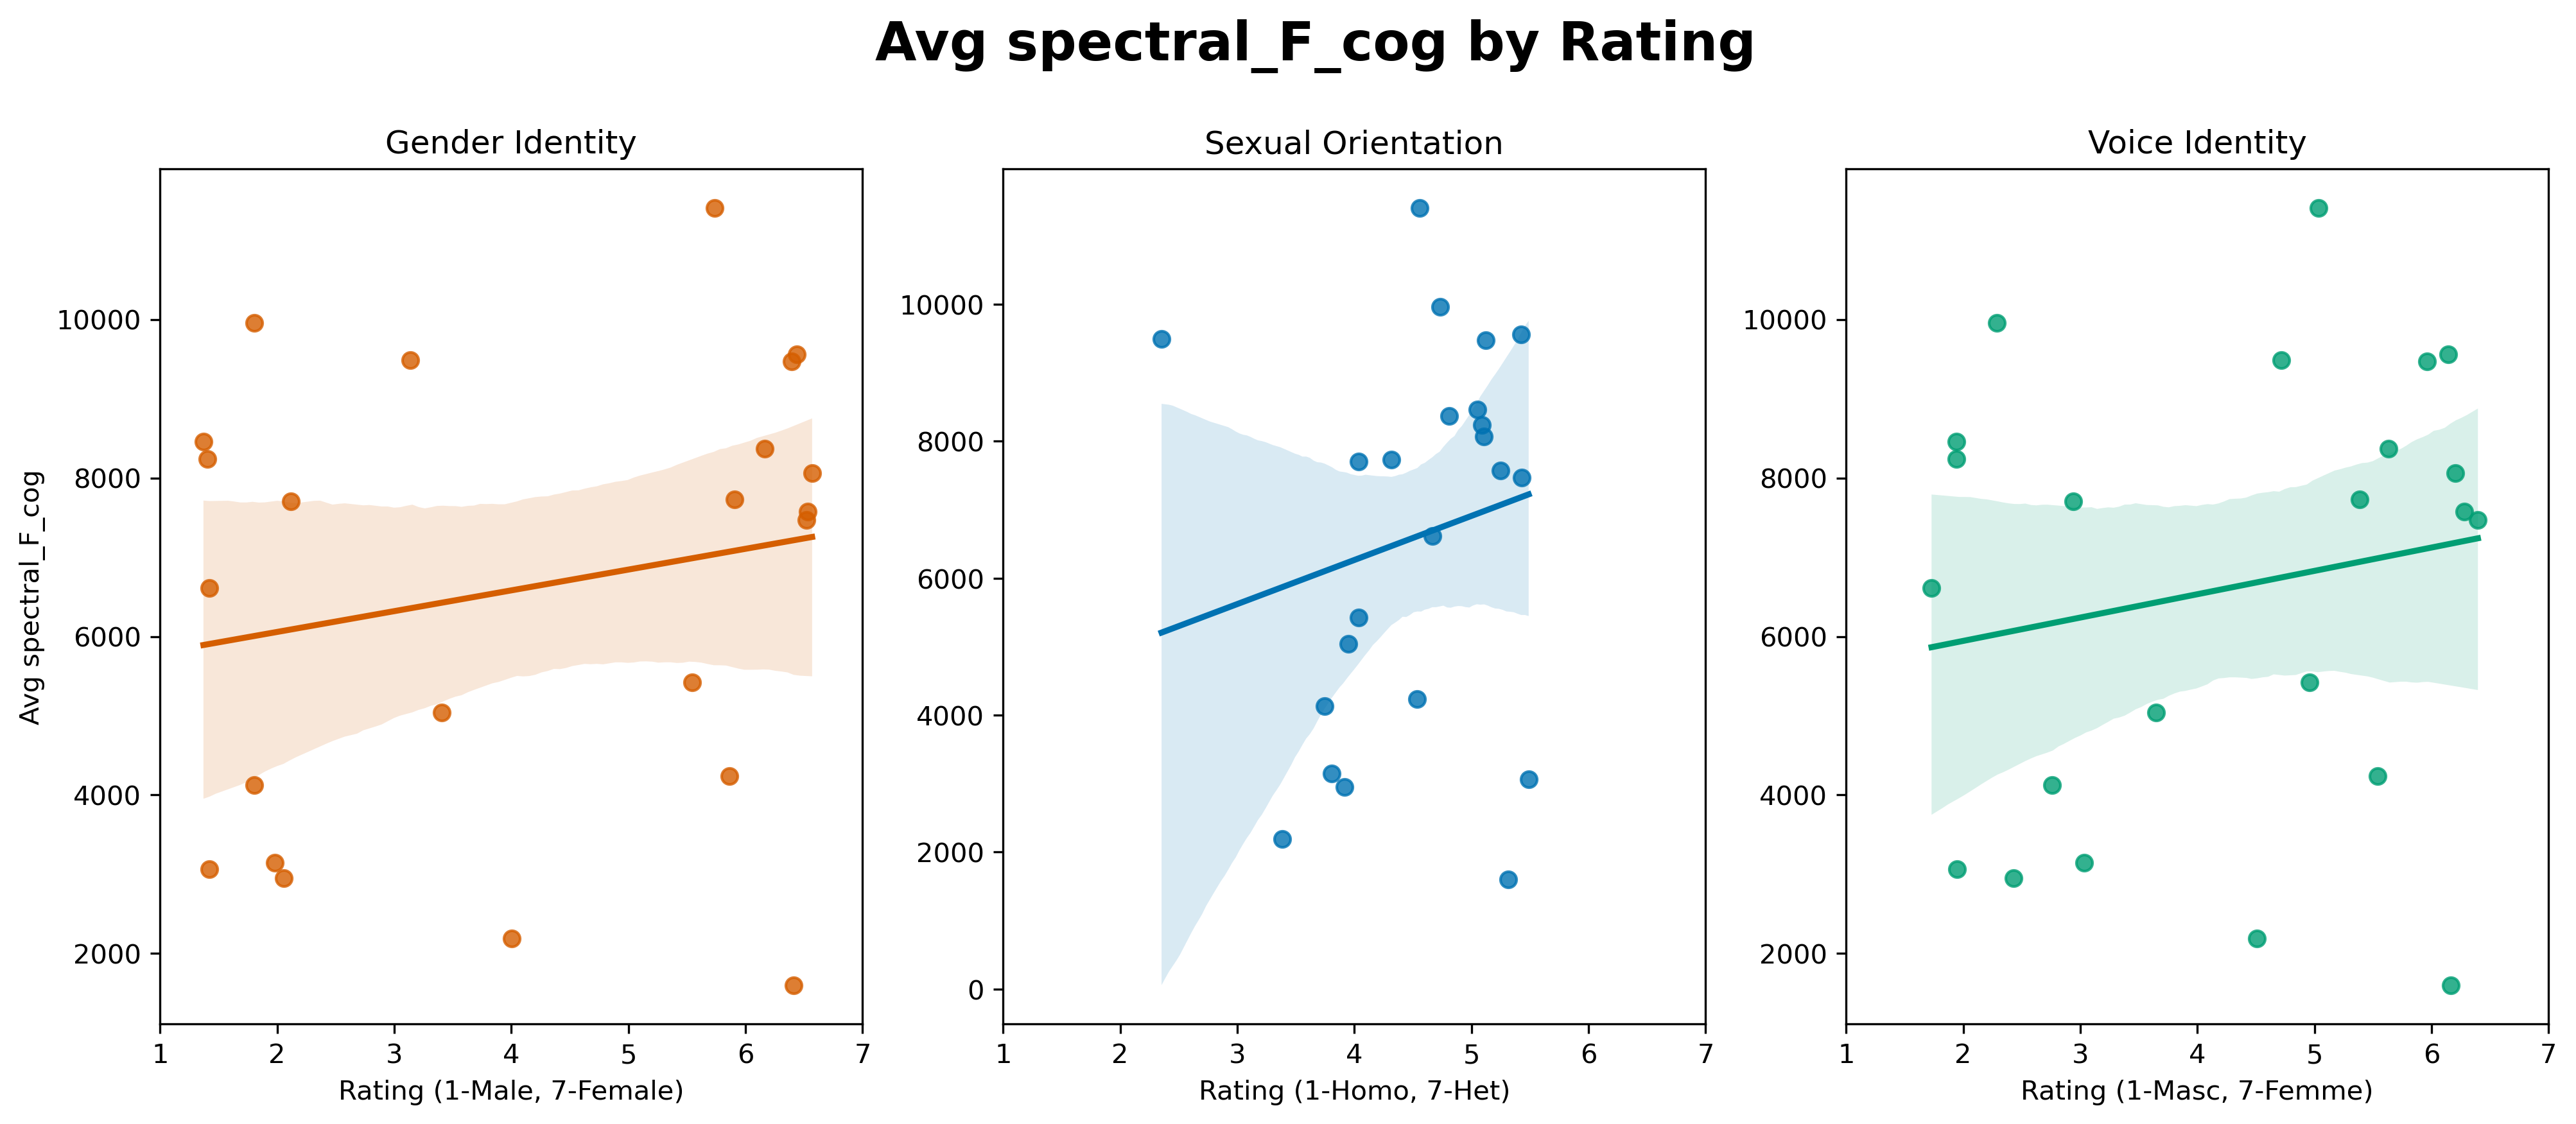 Avg spectral_F_cog by Rating
Gender Identity
Sexual Orientation
Voice Identity
Avg spectral_F_cog
10000
8000
6000
4000
2000
1 2 3 4 5 6 7
Rating (1-Male, 7-Female)
10000
8000
6000
4000
2000
0
1 2 3 4 5 6 7
Rating (1-Homo, 7-Het)
10000
8000
6000
4000
2000
1 2 3 4 5 6 7
Rating (1-Masc, 7-Femme)